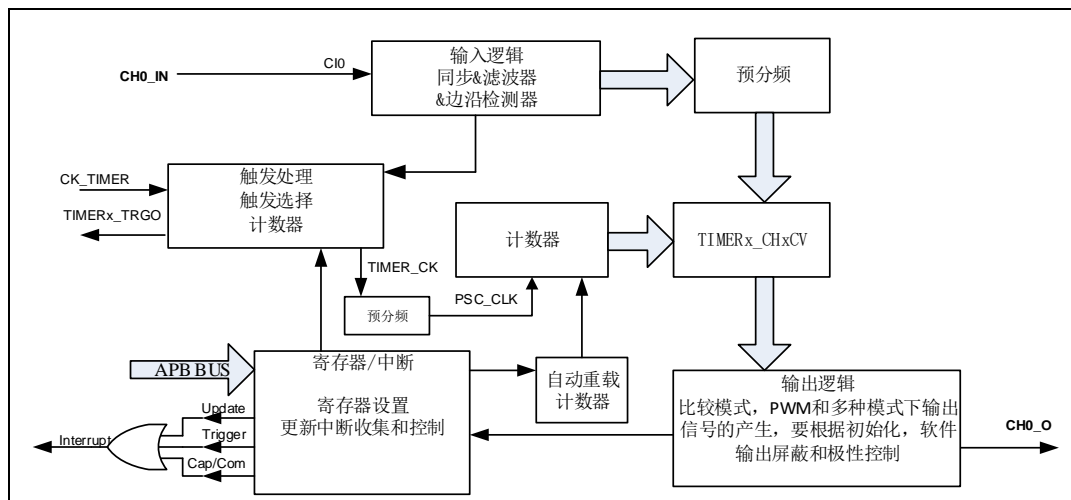 输入逻辑
同步&滤波器
&边沿检测器
CH0_IN
CI0
预分频
触发处理
触发选择
计数器
CK_TIMER
TIMERx_TRGO
计数器
TIMERx_CHxCV
TIMER_CK
预分频
PSC_CLK
APB BUS
寄存器/中断
寄存器设置
更新中断收集和控制
自动重载
计数器
输出逻辑
比较模式，PWM和多种模式下输出
信号的产生，要根据初始化，软件
输出屏蔽和极性控制
CH0_O
Update
Interrupt
Trigger
Cap/Com